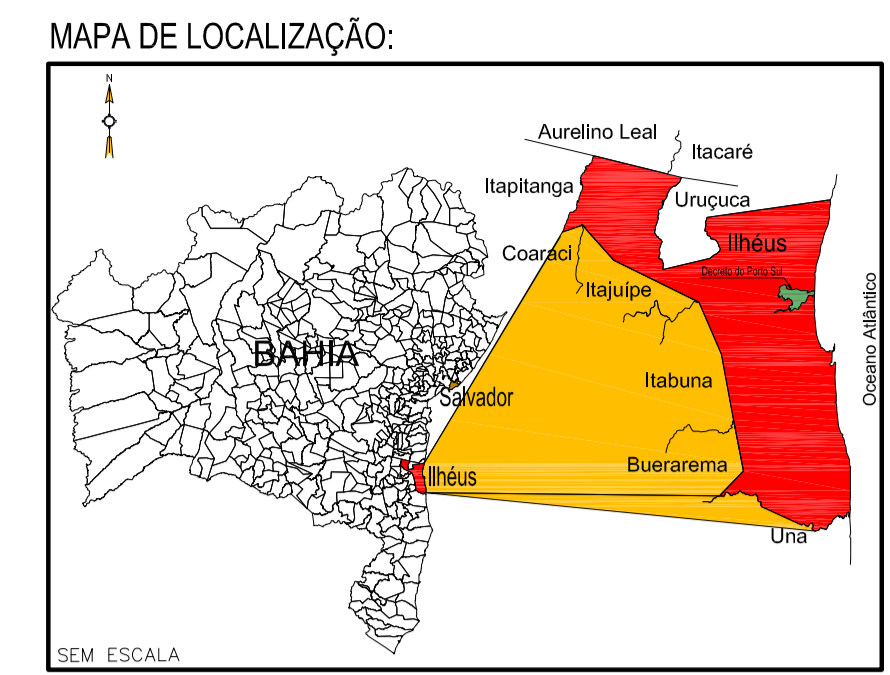 MAPA DE LOCALIZAÇÃO:
N
Aurelino Leal
Itacaré
Itapitanga
Uruçuca
Ilhéus
Coaraci
Decreto do Porto Sul
Itajuípe
Oceano Atlântico
BAHIA
Itabuna
Salvador
Buerarema
Ilhéus
Una
SEM ESCALA